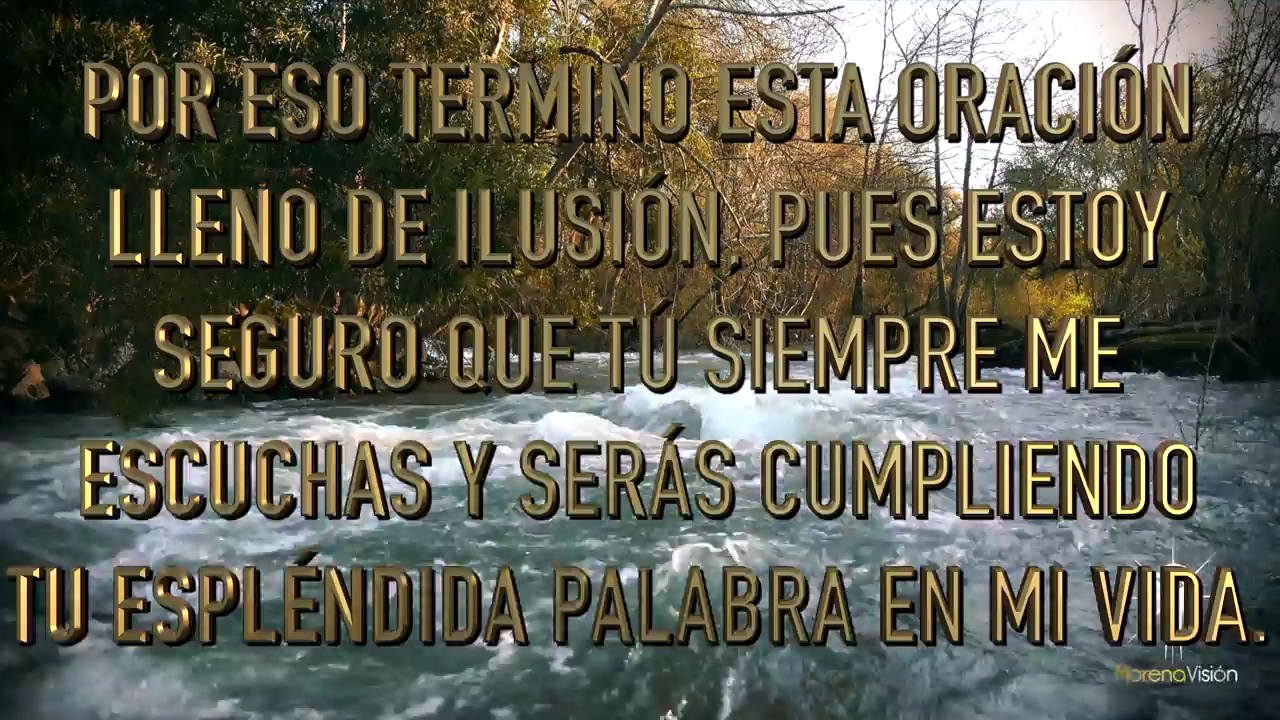 POR ESO TERMINO ESTA ORACIÓN
LLENO DE ILUSIÓN, PUES ESTOY
SEGURO QUE TÚ SIEMPRE ME
ESCUCHAS Y SERÁS CUMPLIENDO
TU ESPLÉNDIDA PALABRA EN MI VIDA.
MorenaVisión